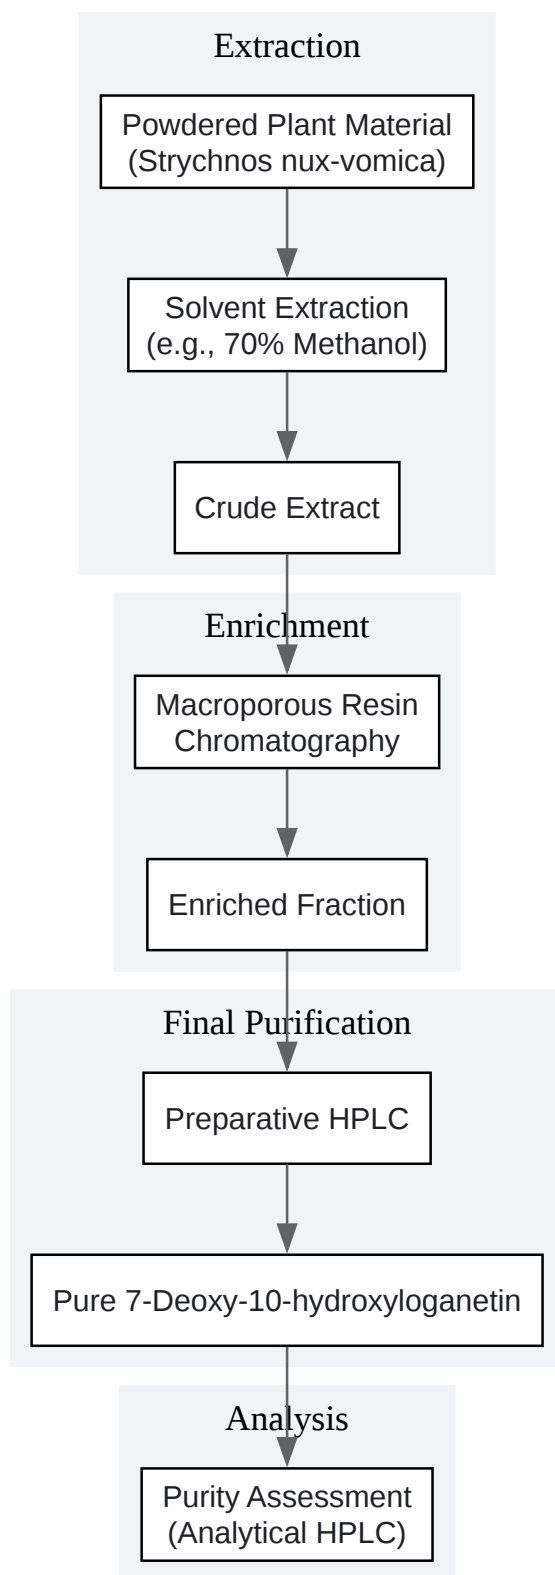 Extraction
Powdered Plant Material
(Strychnos nux-vomica)
Solvent Extraction
(e.g., 70% Methanol)
Crude Extract
Enrichment
Macroporous Resin
Chromatography
Enriched Fraction
Final Purification
Preparative HPLC
Pure 7-Deoxy-10-hydroxyloganetin
Analysis
Purity Assessment
(Analytical HPLC)